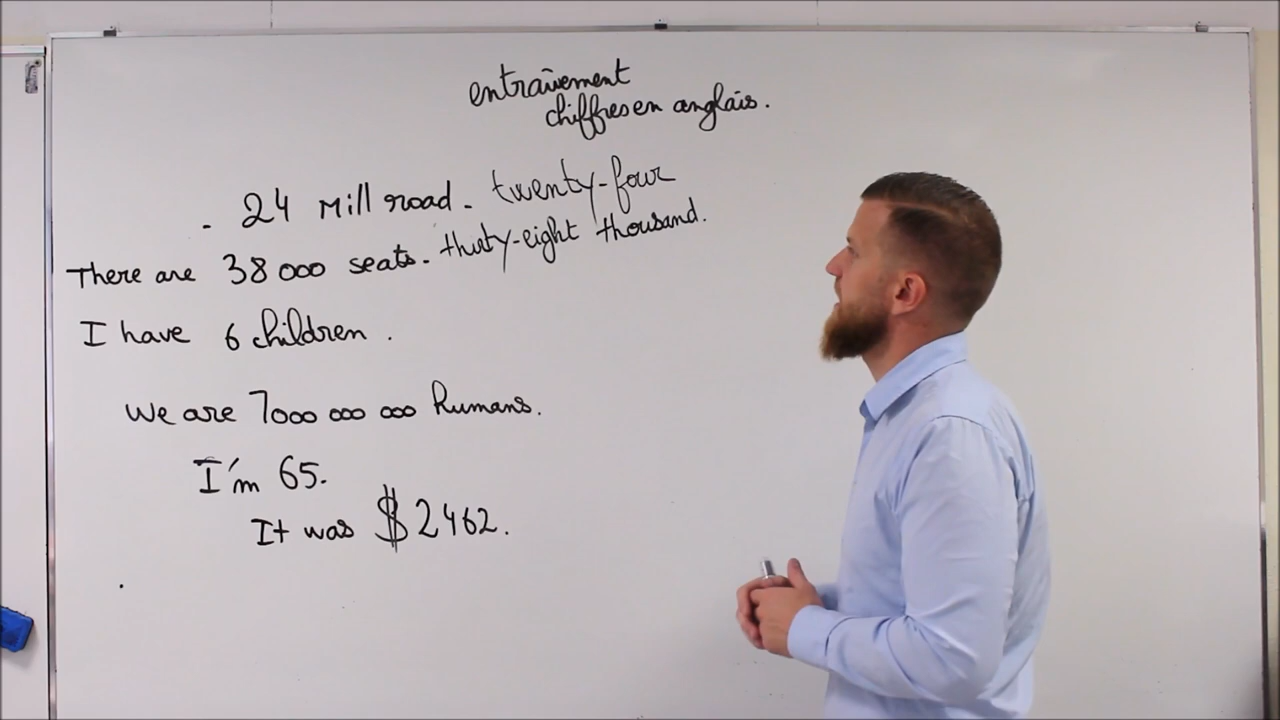 entraînement
chiffres en anglais.
- 24 Mill road - twenty-four
There are 38 000 seats - thirty-eight thousand.
I have 6 children.
We are 7000 000 000 humans.
I'm 65.
It was $2462.